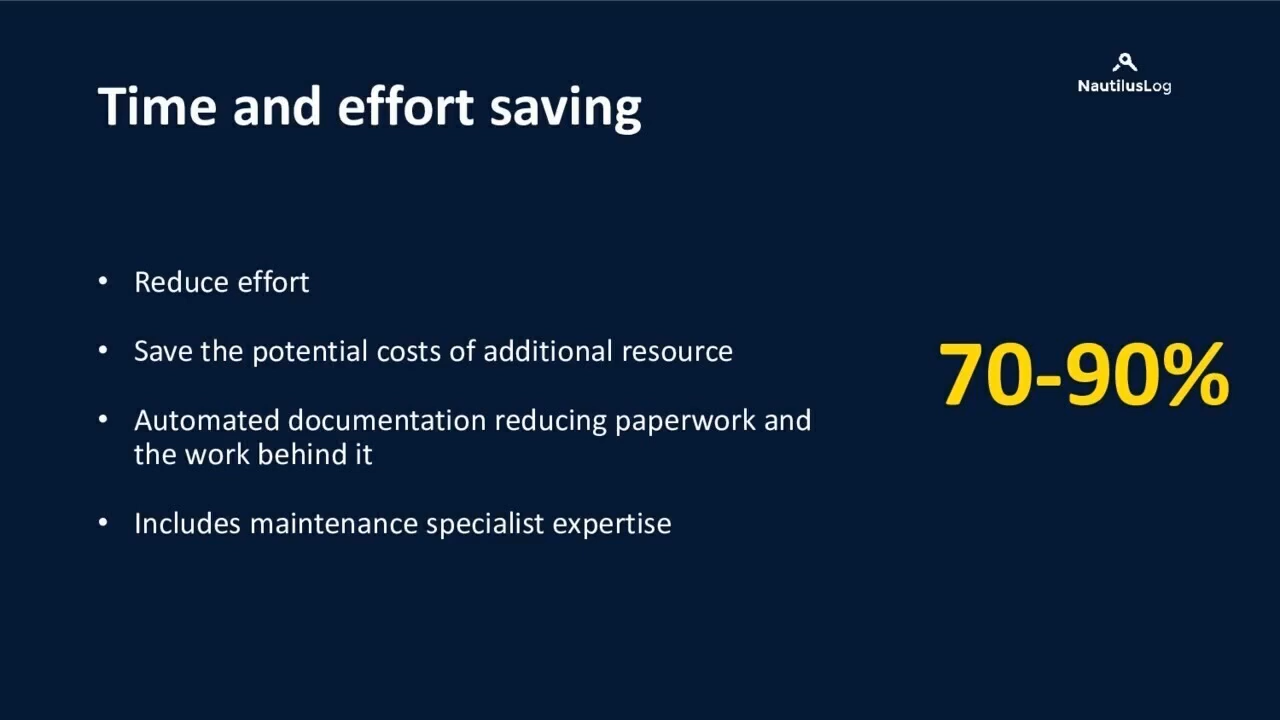 NautilusLog
Time and effort saving
• Reduce effort
• Save the potential costs of additional resource
• Automated documentation reducing paperwork and
the work behind it
• Includes maintenance specialist expertise
70-90%